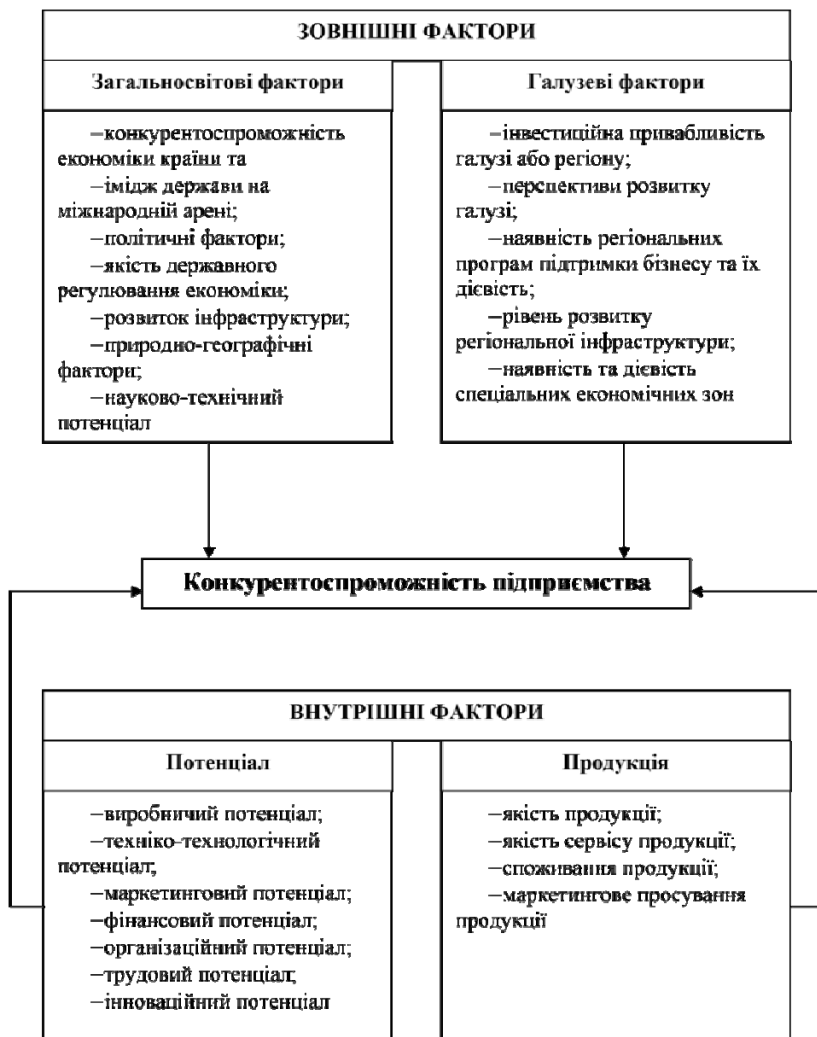 ЗОВНІШНІ ФАКТОРИ
Загальносвітові фактори
–конкурентоспроможність
економіки країни та
–імідж держави на
міжнародній арені;
–політичні фактори;
–якість державного
регулювання економіки;
–розвиток інфраструктури;
–природно-географічні
фактори;
–науково-технічний
потенціал
Галузеві фактори
–інвестиційна привабливість
галузі або регіону;
–перспективи розвитку
галузі;
–наявність регіональних
програм підтримки бізнесу та їх
дієвість;
–рівень розвитку
регіональної інфраструктури;
–наявність та дієвість
спеціальних економічних зон
Конкурентоспроможність підприємства
ВНУТРІШНІ ФАКТОРИ
Потенціал
–виробничий потенціал;
–техніко-технологічний
потенціал;
–маркетинговий потенціал;
–фінансовий потенціал;
–організаційний потенціал;
–трудовий потенціал;
–інноваційний потенціал
Продукція
–якість продукції;
–якість сервісу продукції;
–споживання продукції;
–маркетингове просування
продукції